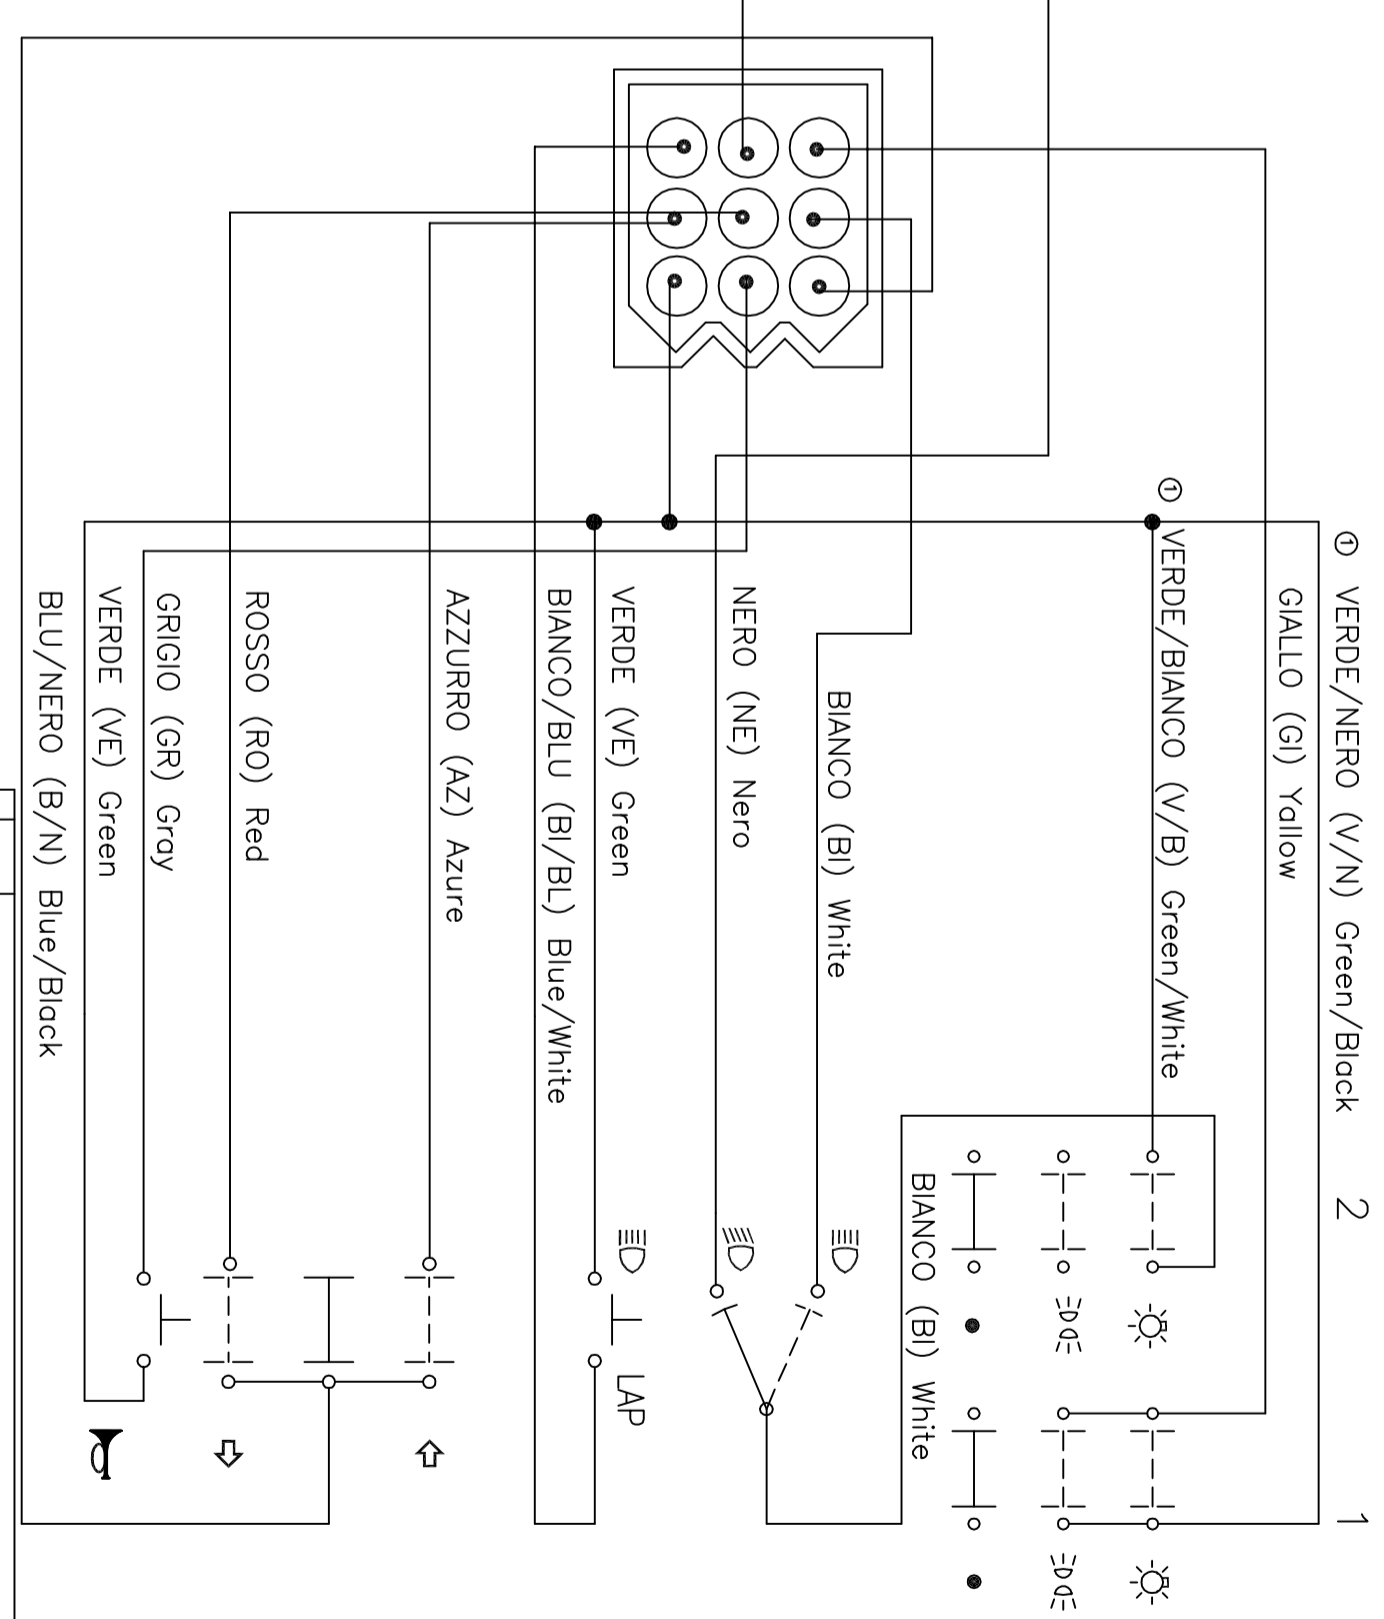 ① VERDE/NERO (V/N) Green/Black
2
1
GIALLO (GI) Yallow
① VERDE/BIANCO (V/B) Green/White
BIANCO (BI) White
BIANCO (BI) White
NERO (NE) Nero
VERDE (VE) Green
LAP
BIANCO/BLU (BI/BL) Blue/White
AZZURRO (AZ) Azure
ROSSO (RO) Red
GRIGIO (GR) Gray
VERDE (VE) Green
BLU/NERO (B/N) Blue/Black